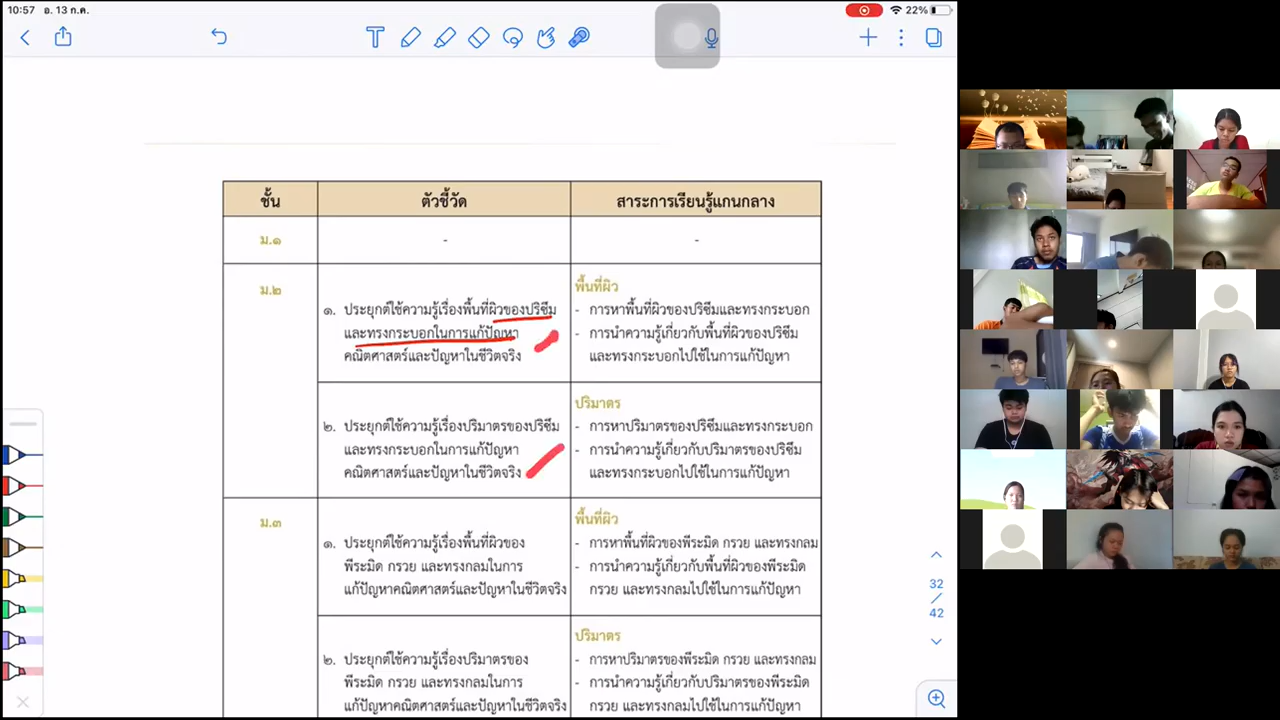 10:57 อ. 13 ก.ค.
22%
ชั้น
ตัวชี้วัด
สาระการเรียนรู้แกนกลาง
ม.๑
-
-
ม.๒
๑. ประยุกต์ใช้ความรู้เรื่องพื้นที่ผิวของปริซึม
และทรงกระบอกในการแก้ปัญหา
คณิตศาสตร์และปัญหาในชีวิตจริง
พื้นที่ผิว
- การหาพื้นที่ผิวของปริซึมและทรงกระบอก
- การนำความรู้เกี่ยวกับพื้นที่ผิวของปริซึม
และทรงกระบอกไปใช้ในการแก้ปัญหา
๒. ประยุกต์ใช้ความรู้เรื่องปริมาตรของปริซึม
และทรงกระบอกในการแก้ปัญหา
คณิตศาสตร์และปัญหาในชีวิตจริง
ปริมาตร
- การหาปริมาตรของปริซึมและทรงกระบอก
- การนำความรู้เกี่ยวกับปริมาตรของปริซึม
และทรงกระบอกไปใช้ในการแก้ปัญหา
ม.๓
๑. ประยุกต์ใช้ความรู้เรื่องพื้นที่ผิวของ
พีระมิด กรวย และทรงกลมในการ
แก้ปัญหาคณิตศาสตร์และปัญหาในชีวิตจริง
พื้นที่ผิว
- การหาพื้นที่ผิวของพีระมิด กรวย และทรงกลม
- การนำความรู้เกี่ยวกับพื้นที่ผิวของพีระมิด
กรวย และทรงกลมไปใช้ในการแก้ปัญหา
๒. ประยุกต์ใช้ความรู้เรื่องปริมาตรของ
พีระมิด กรวย และทรงกลมในการ
แก้ปัญหาคณิตศาสตร์และปัญหาในชีวิตจริง
ปริมาตร
- การหาปริมาตรของพีระมิด กรวย และทรงกลม
- การนำความรู้เกี่ยวกับปริมาตรของพีระมิด
กรวย และทรงกลมไปใช้ในการแก้ปัญหา
32
/
42